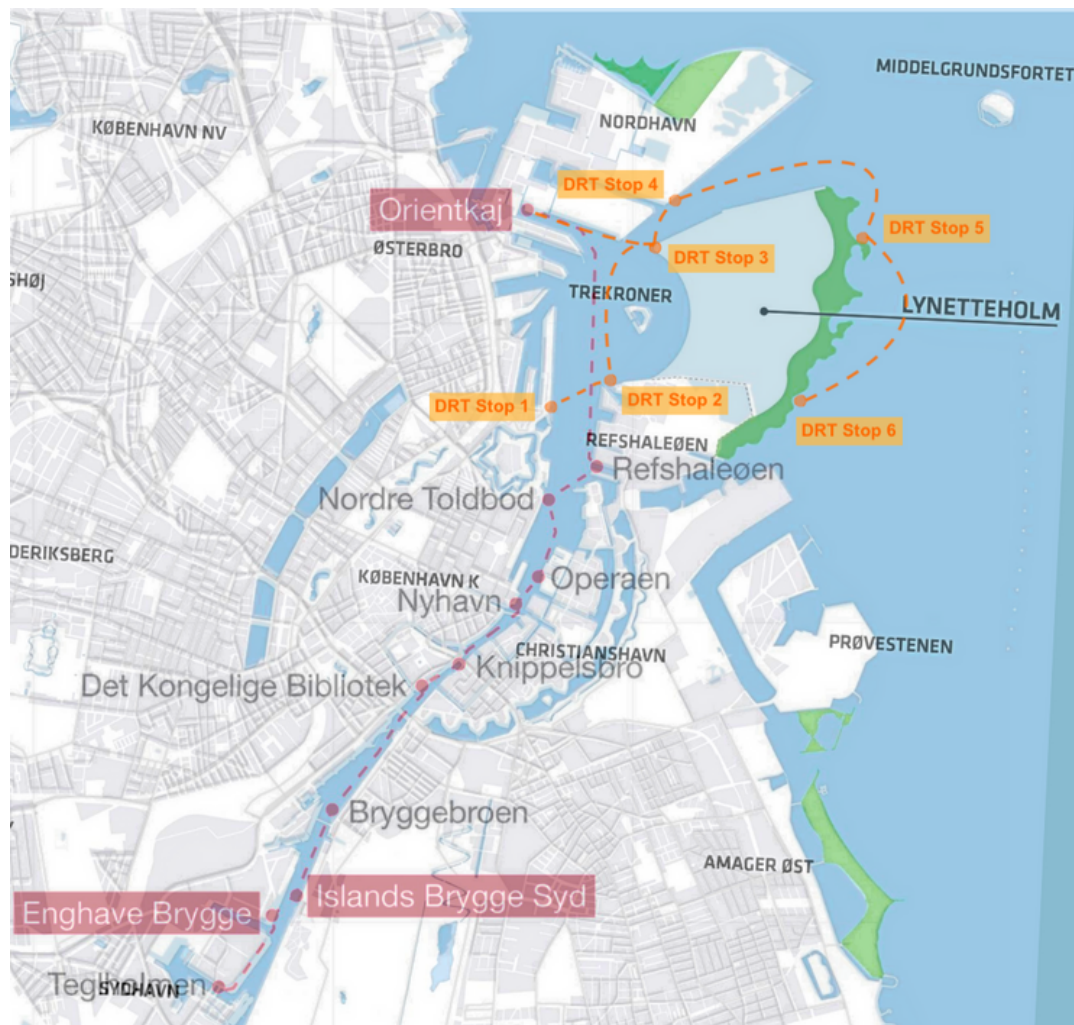 MIDDELGRUNDSFORTET
KØBENHAVN NV
NORDHAVN
DRT Stop 4
Orientkaj
DRT Stop 5
ØSTERBRO
DRT Stop 3
SHØJ
TREKRONER
LYNETTEHOLM
DRT Stop 1
DRT Stop 2
DRT Stop 6
REFSHALEØEN
Refshaleøen
Nordre Toldbod
DERIKSBERG
KØBENHAVN K
Operaen
Nyhavn
CHRISTIANSHAVN
PRØVESTENEN
Knippelsbro
Det Kongelige Bibliotek
Bryggebroen
AMAGER ØST
Islands Brygge Syd
Enghave Brygge
Teglholmen
SYDHAVN